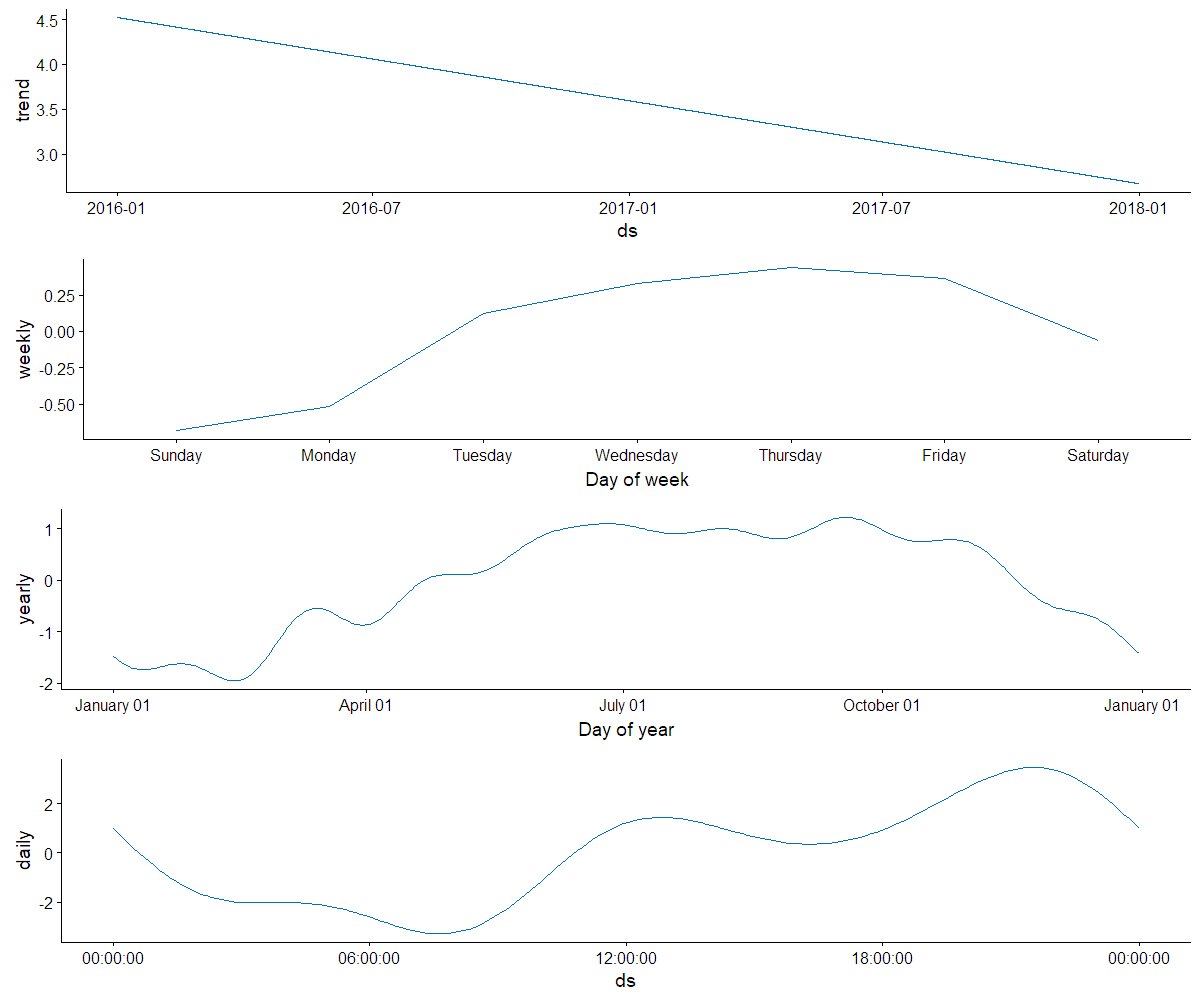 trend
4.5
4.0
3.5
3.0
2016-01 2016-07 2017-01 2017-07 2018-01
ds
weekly
0.25
0.00
-0.25
-0.50
Sunday Monday Tuesday Wednesday Thursday Friday Saturday
Day of week
yearly
1
0
-1
-2
January 01 April 01 July 01 October 01 January 01
Day of year
daily
2
0
-2
00:00:00 06:00:00 12:00:00 18:00:00 00:00:00
ds